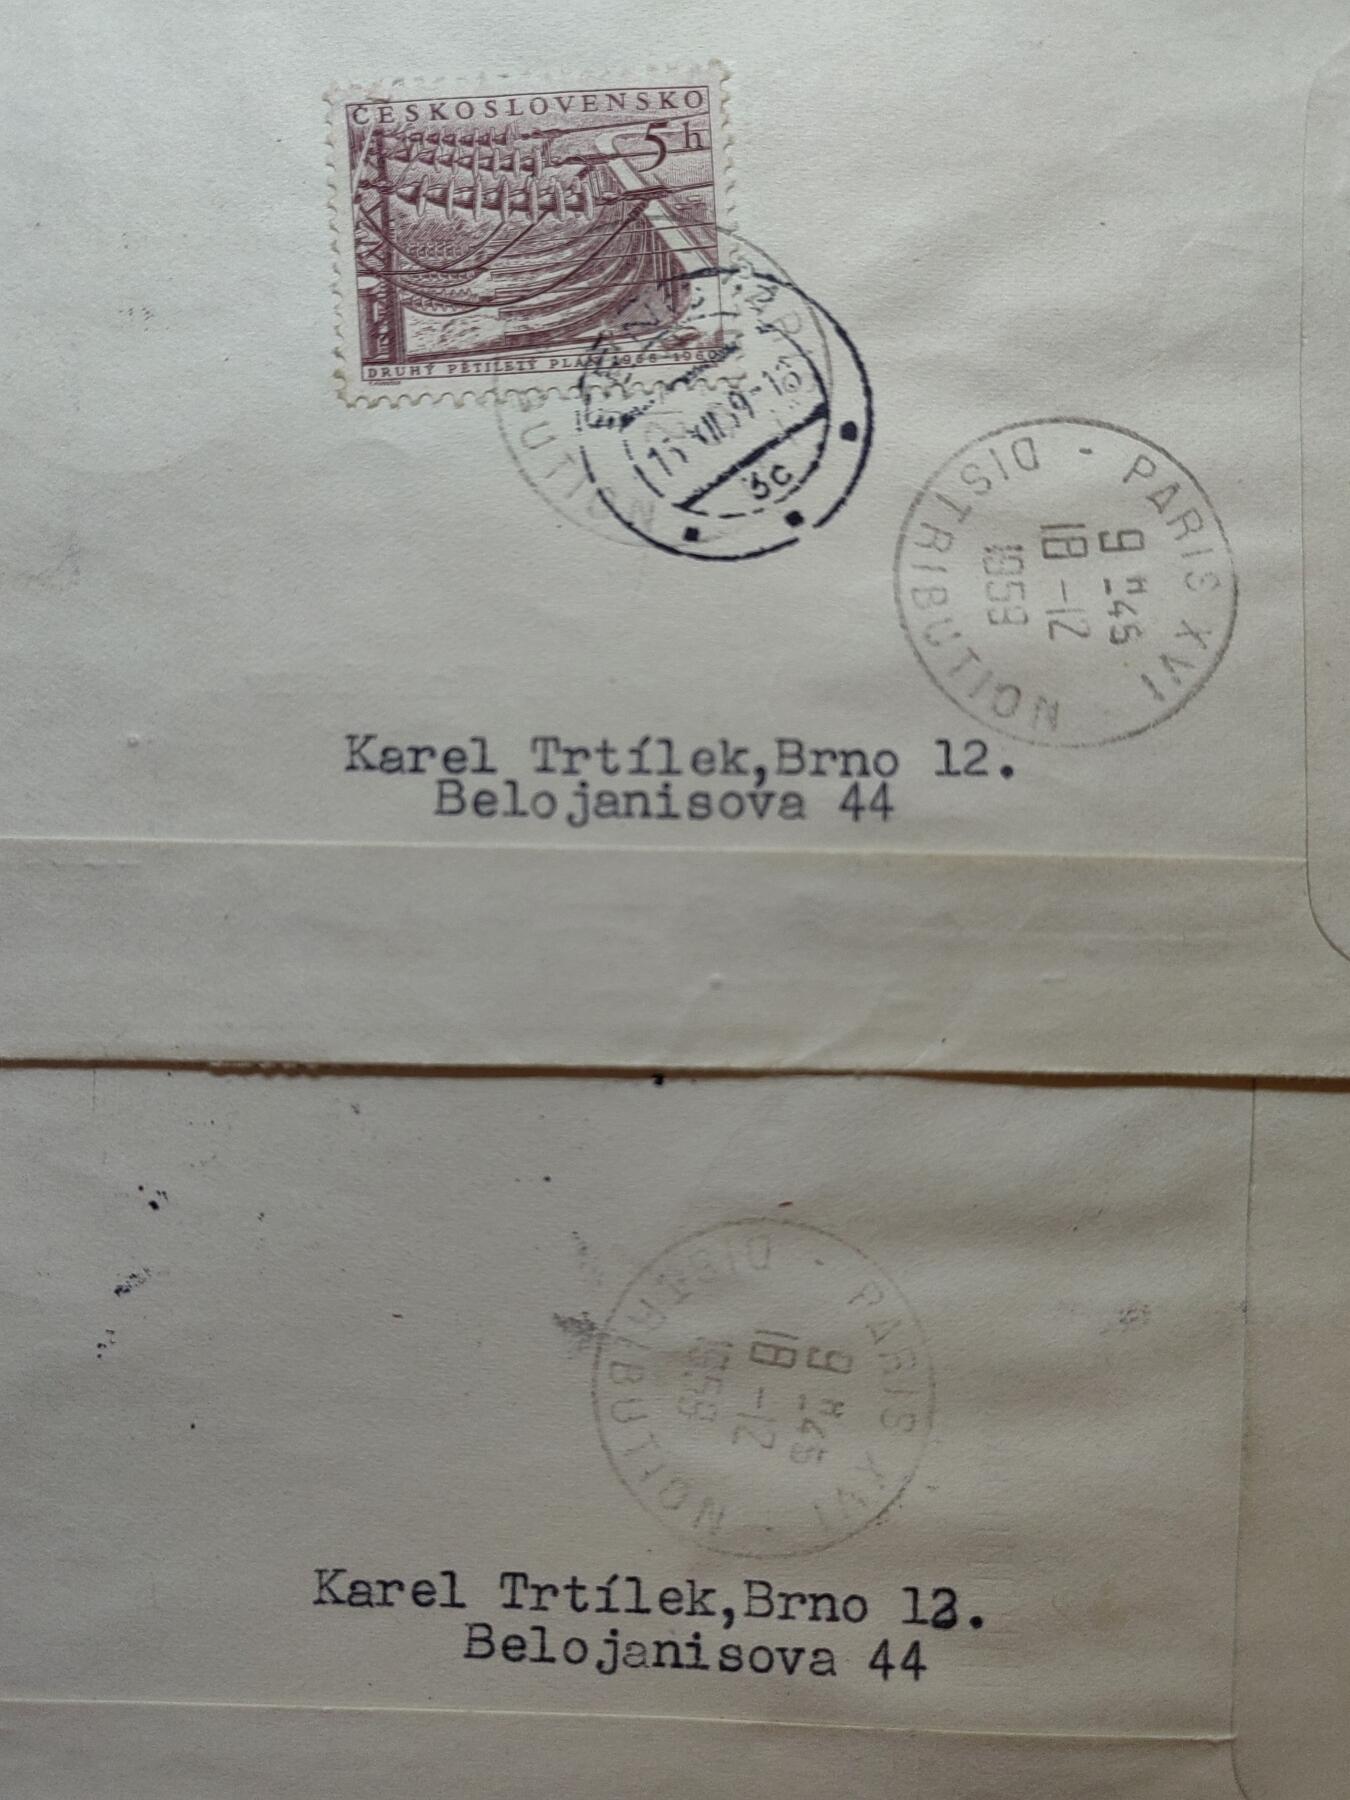 ČESKOSLOVENSKO
5 h
DRUHÝ PĚTILETÝ PLÁN 1956-1960
3c
PARIS XVI
DISTRIBUTION
9 H 45
18 - 12
1959
Karel Trtílek,Brno 12.
Belojanisova 44
PARIS XVI
DISTRIBUTION
9 H 45
18 - 12
1959
Karel Trtílek,Brno 12.
Belojanisova 44